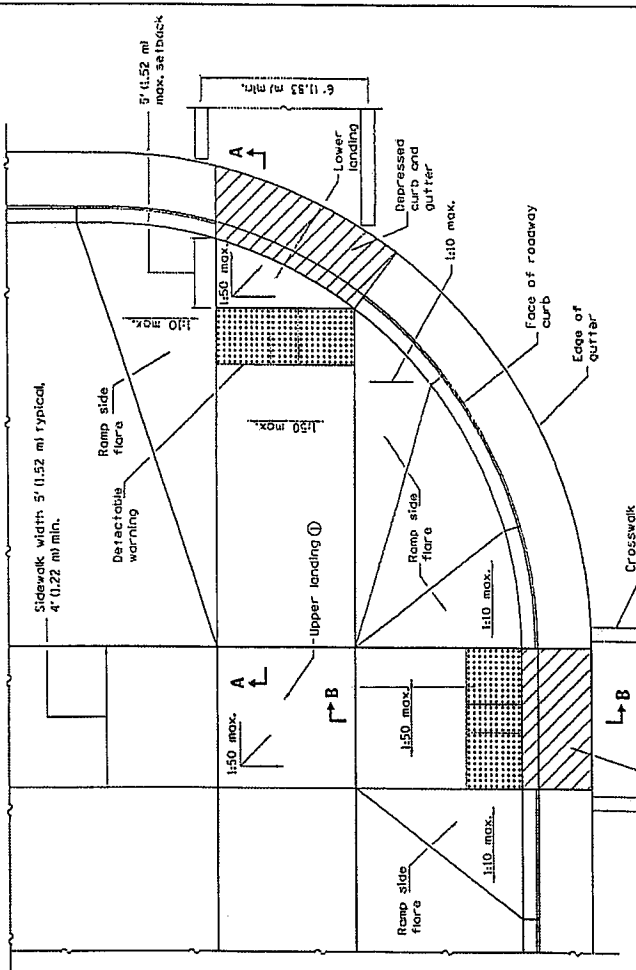 5' (1.52 m)
max. setback
6' (1.83 m) min.
Sidewalk width 5' (1.52 m) typical,
4' (1.22 m) min.
A
Lower
landing
Depressed
curb and
gutter
1:10 max.
Face of roadway
curb
Edge of
gutter
1:50 max.
1:10 max.
Ramp side
flare
Detectable
warning
1:50 max.
Ramp side
flare
1:10 max.
Upper landing ①
A
B
1:50 max.
1:50 max.
Ramp side
flare
1:10 max.
B
Crosswalk